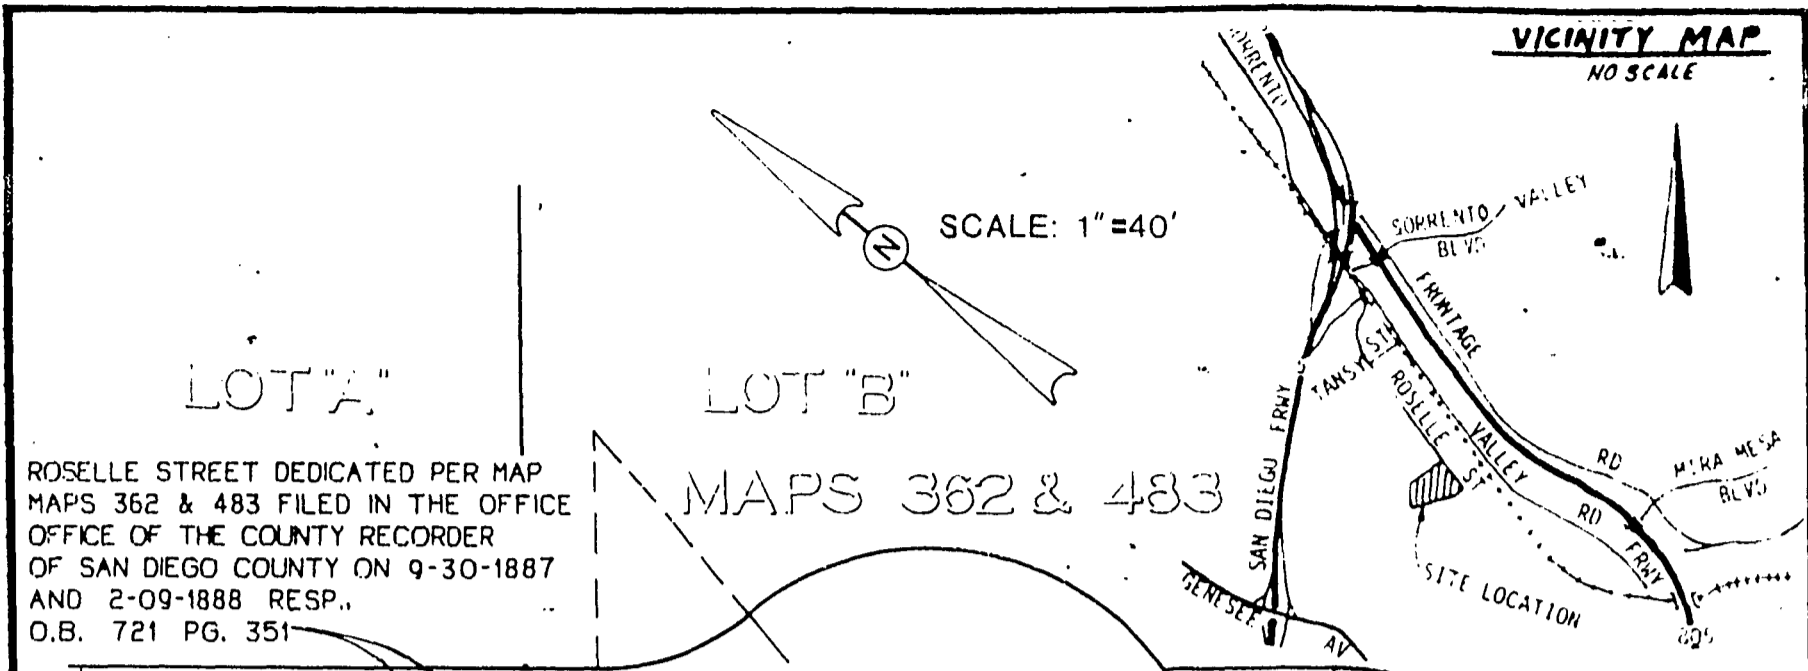 VICINITY MAP
NO SCALE
SCALE: 1"=40'
N
LOT "A"
LOT "B"
MAPS 362 & 483
ROSELLE STREET DEDICATED PER MAP
MAPS 362 & 483 FILED IN THE OFFICE
OFFICE OF THE COUNTY RECORDER
OF SAN DIEGO COUNTY ON 9-30-1887
AND 2-09-1888 RESP.,
O.B. 721 PG. 351
SORRENTO
VALLEY
SORRENTO
BLVD
FRONTAGE
RD
TANSY ST
ROSELLE ST
VALLEY
RD
MIRA MESA
BLVD
SAN DIEGO FRWY
FRWY
805
SITE LOCATION
GENESEE
AV